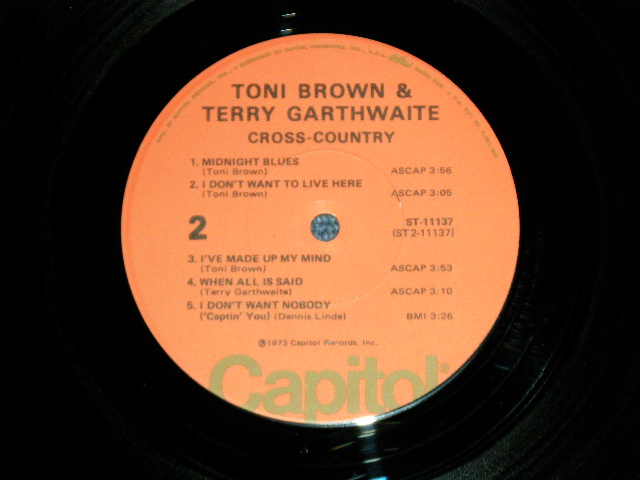 TONI BROWN &
TERRY GARTHWAITE
CROSS-COUNTRY
1. MIDNIGHT BLUES
(Toni Brown) ASCAP 3:56
2. I DON'T WANT TO LIVE HERE
(Toni Brown) ASCAP 3:05
2 ST-11137
(ST2-11137)
3. I'VE MADE UP MY MIND
(Toni Brown) ASCAP 3:53
4. WHEN ALL IS SAID
(Terry Garthwaite) ASCAP 3:10
5. I DON'T WANT NOBODY
('Ceptin' You) (Dennis Linde) BMI 3:26
℗1973 Capitol Records, Inc.
Capitol®